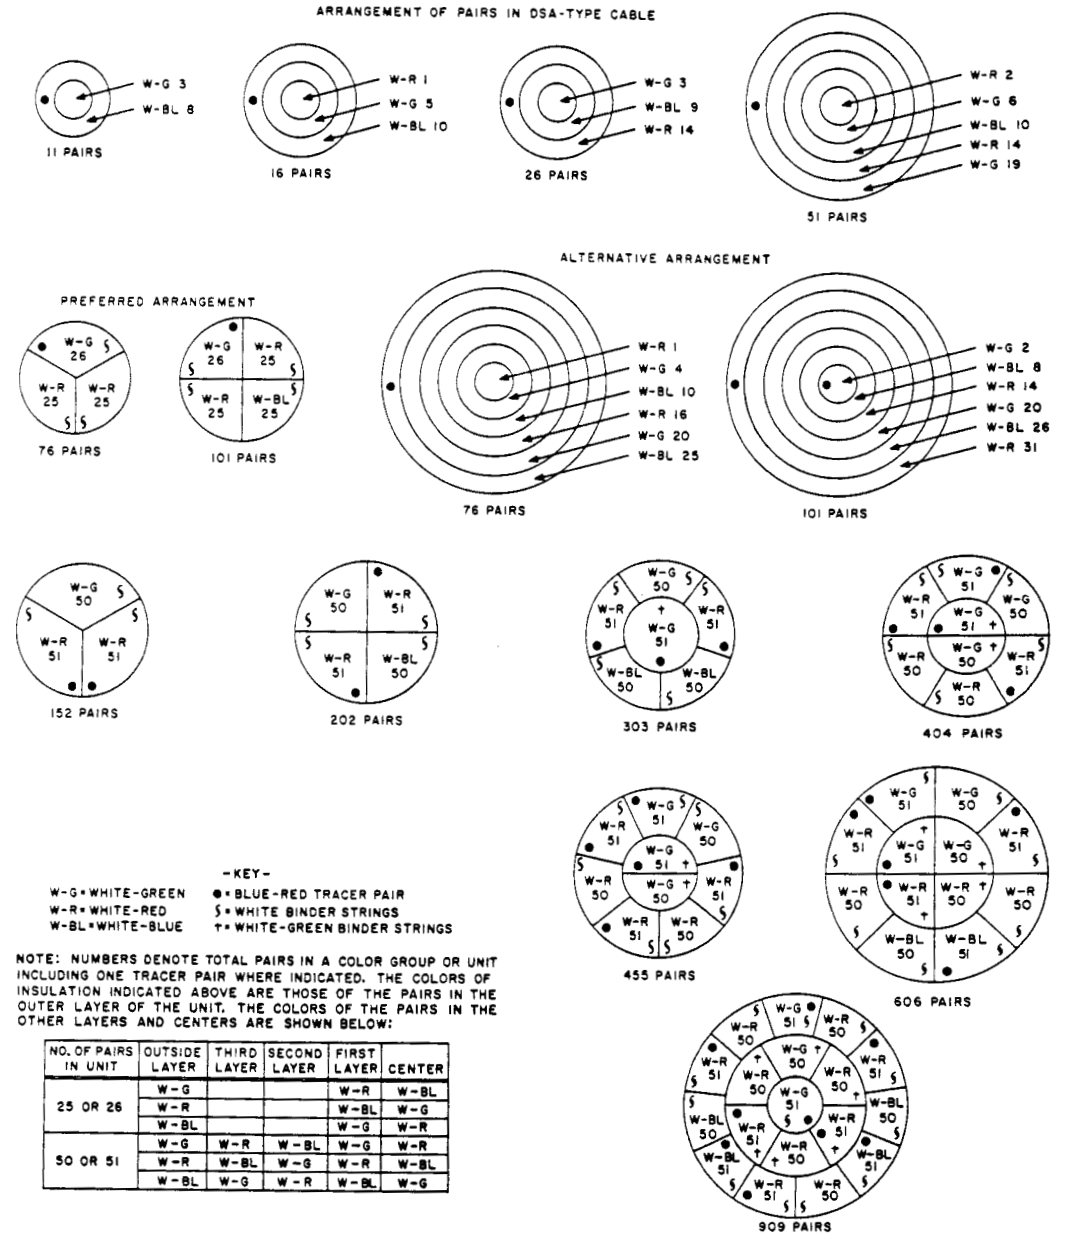 ARRANGEMENT OF PAIRS IN DSA-TYPE CABLE
W-G 3
W-BL 8
11 PAIRS
W-R 1
W-G 5
W-BL 10
16 PAIRS
W-G 3
W-BL 9
W-R 14
26 PAIRS
W-R 2
W-G 6
W-BL 10
W-R 14
W-G 19
51 PAIRS
PREFERRED ARRANGEMENT
W-G
26
W-R
25
W-R
25
76 PAIRS
W-G
26
W-R
25
W-R
25
W-BL
25
101 PAIRS
ALTERNATIVE ARRANGEMENT
W-R 1
W-G 4
W-BL 10
W-R 16
W-G 20
W-BL 25
76 PAIRS
W-G 2
W-BL 8
W-R 14
W-G 20
W-BL 26
W-R 31
101 PAIRS
W-G
50
W-R
51
W-R
51
152 PAIRS
W-G
50
W-R
51
W-R
51
W-BL
50
202 PAIRS
W-G
50
W-R
51
W-R
51
W-G
51
W-BL
50
W-BL
50
303 PAIRS
W-G
51
W-R
51
W-G
50
W-G
51
W-G
50
W-R
50
W-R
51
W-R
50
404 PAIRS
W-G
51
W-R
51
W-G
50
W-G
51
W-G
50
W-R
50
W-R
51
W-R
51
W-R
50
455 PAIRS
W-G
51
W-G
50
W-R
51
W-R
51
W-G
51
W-G
50
W-R
51
W-R
50
W-R
50
W-R
50
W-BL
50
W-BL
51
606 PAIRS
W-G
51
W-R
50
W-R
50
W-R
51
W-R
51
W-G
50
W-R
50
W-R
50
W-G
51
W-BL
50
W-BL
50
W-R
51
W-R
51
W-R
50
W-BL
51
W-BL
51
W-R
51
W-R
50
909 PAIRS
-KEY-
W-G=WHITE-GREEN
●=BLUE-RED TRACER PAIR
W-R=WHITE-RED
§=WHITE BINDER STRINGS
W-BL=WHITE-BLUE
†=WHITE-GREEN BINDER STRINGS
NOTE: NUMBERS DENOTE TOTAL PAIRS IN A COLOR GROUP OR UNIT
INCLUDING ONE TRACER PAIR WHERE INDICATED. THE COLORS OF
INSULATION INDICATED ABOVE ARE THOSE OF THE PAIRS IN THE
OUTER LAYER OF THE UNIT. THE COLORS OF THE PAIRS IN THE
OTHER LAYERS AND CENTERS ARE SHOWN BELOW:
NO. OF PAIRS IN UNIT OUTSIDE LAYER THIRD LAYER SECOND LAYER FIRST LAYER CENTER
25 OR 26
W-G W-R W-BL
W-R W-BL W-G
W-BL W-G W-R
50 OR 51
W-G W-R W-BL W-G W-R
W-R W-BL W-G W-R W-BL
W-BL W-G W-R W-BL W-G